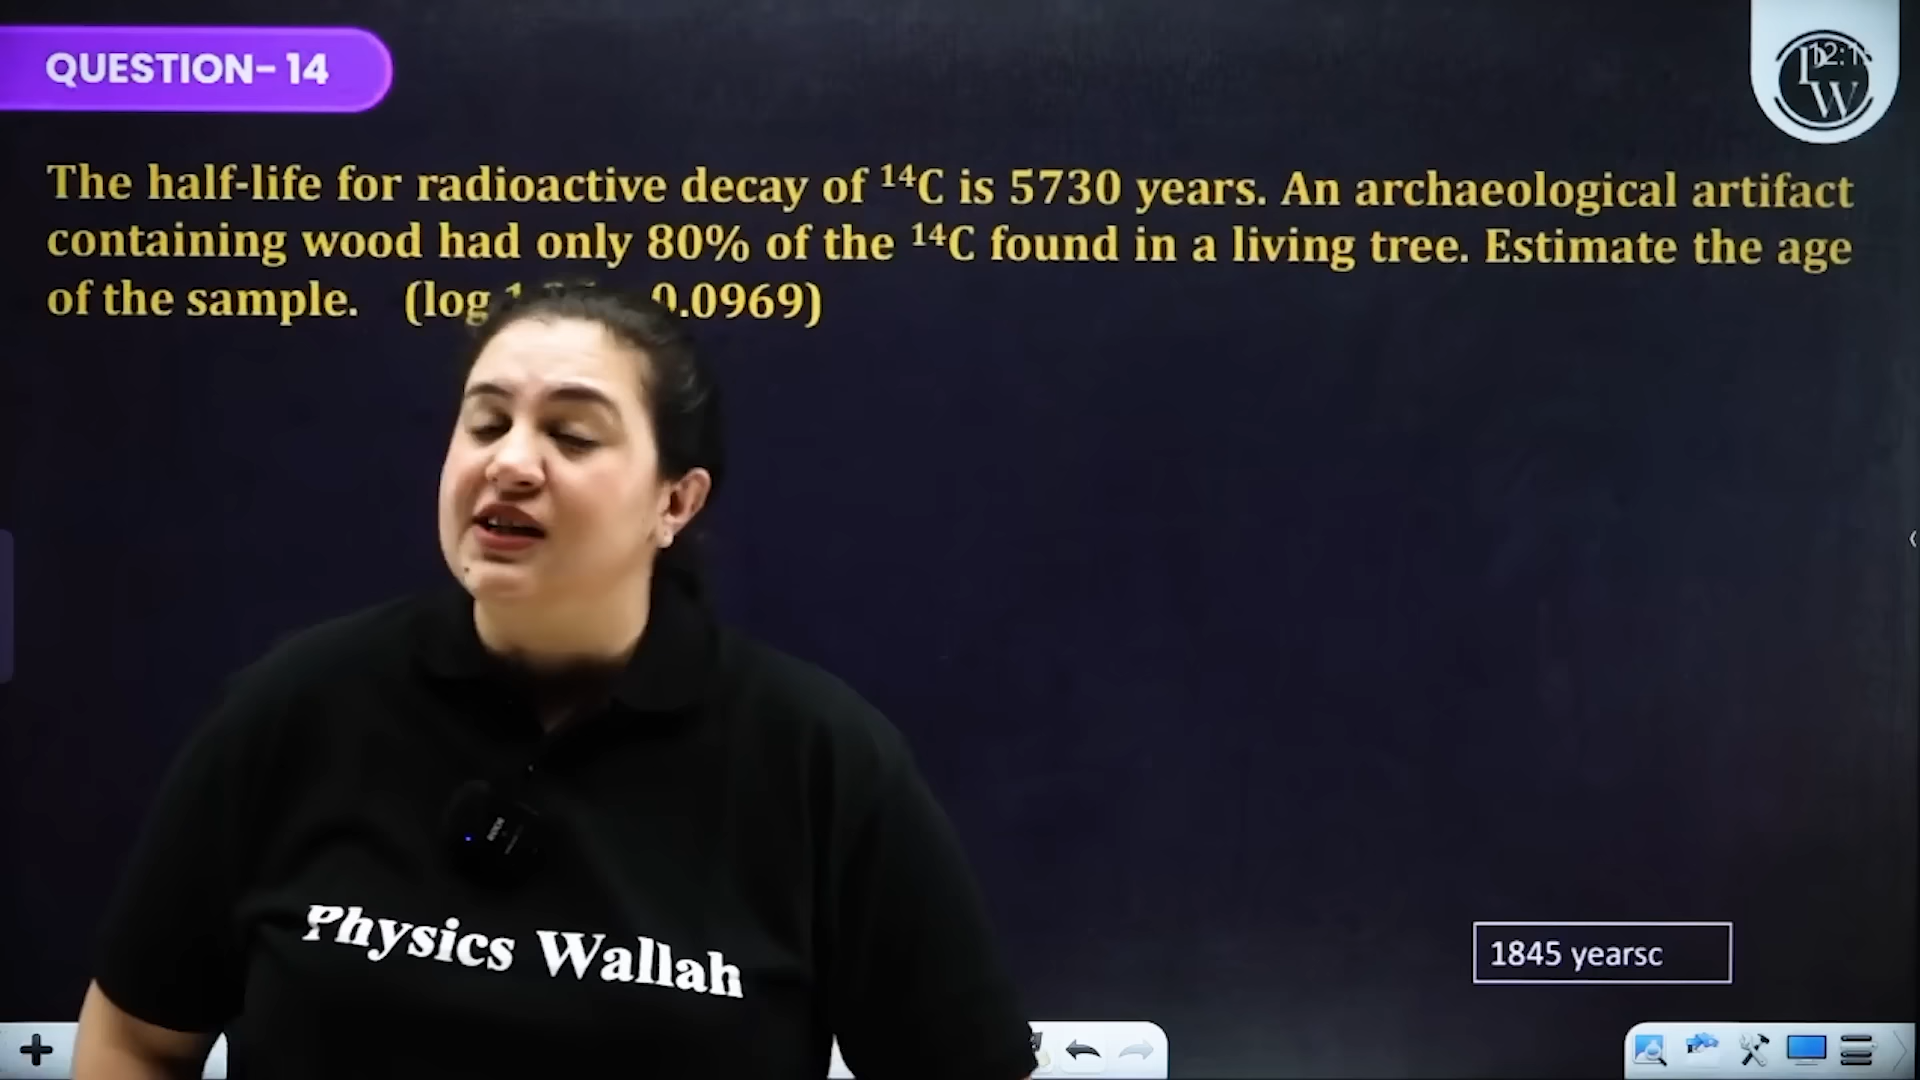 QUESTION- 14
The half-life for radioactive decay of ¹⁴C is 5730 years. An archaeological artifact
containing wood had only 80% of the ¹⁴C found in a living tree. Estimate the age
of the sample. (log 0.0969)
Physics Wallah
1845 yearsc
PW